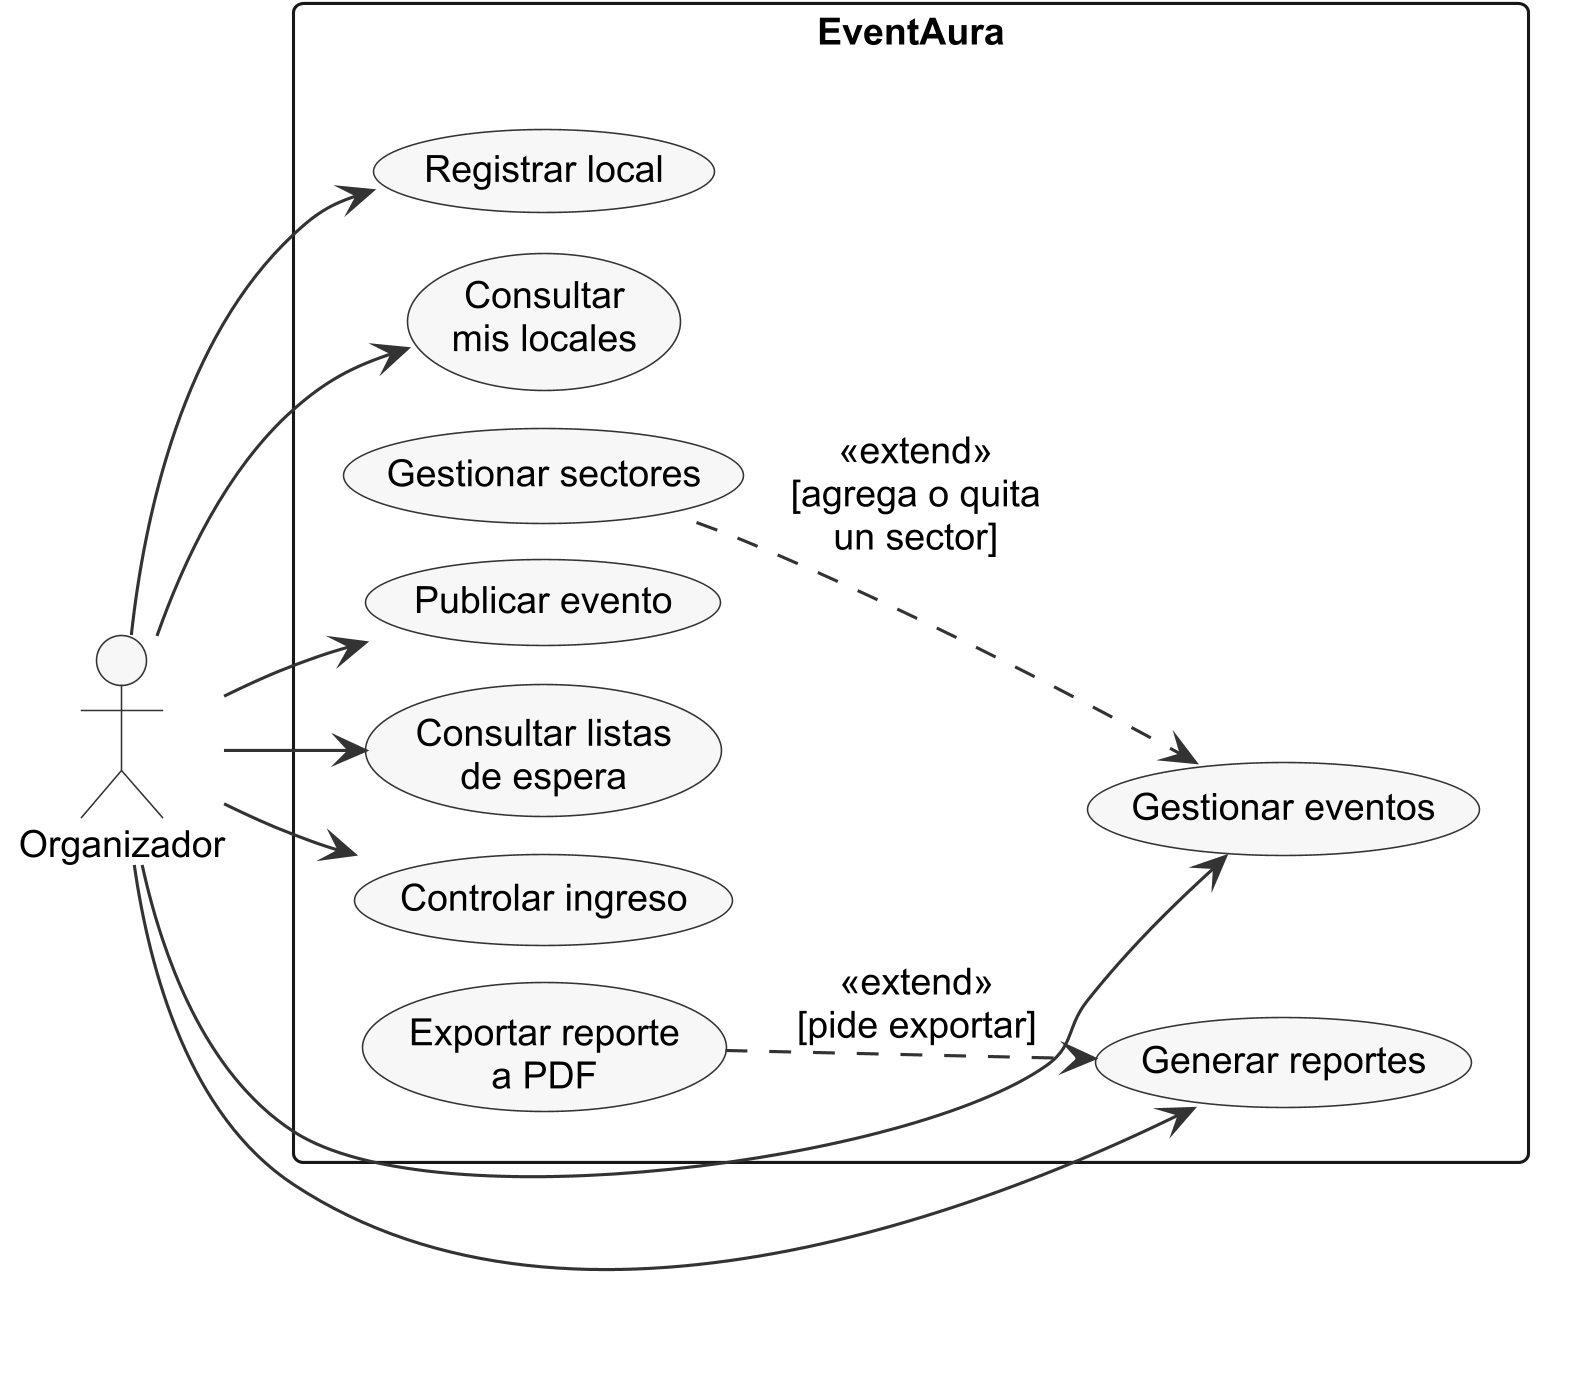 EventAura
Registrar local
Consultar
mis locales
Gestionar sectores
«extend»
[agrega o quita
un sector]
Publicar evento
Consultar listas
de espera
Gestionar eventos
Organizador
Controlar ingreso
«extend»
[pide exportar]
Exportar reporte
a PDF
Generar reportes